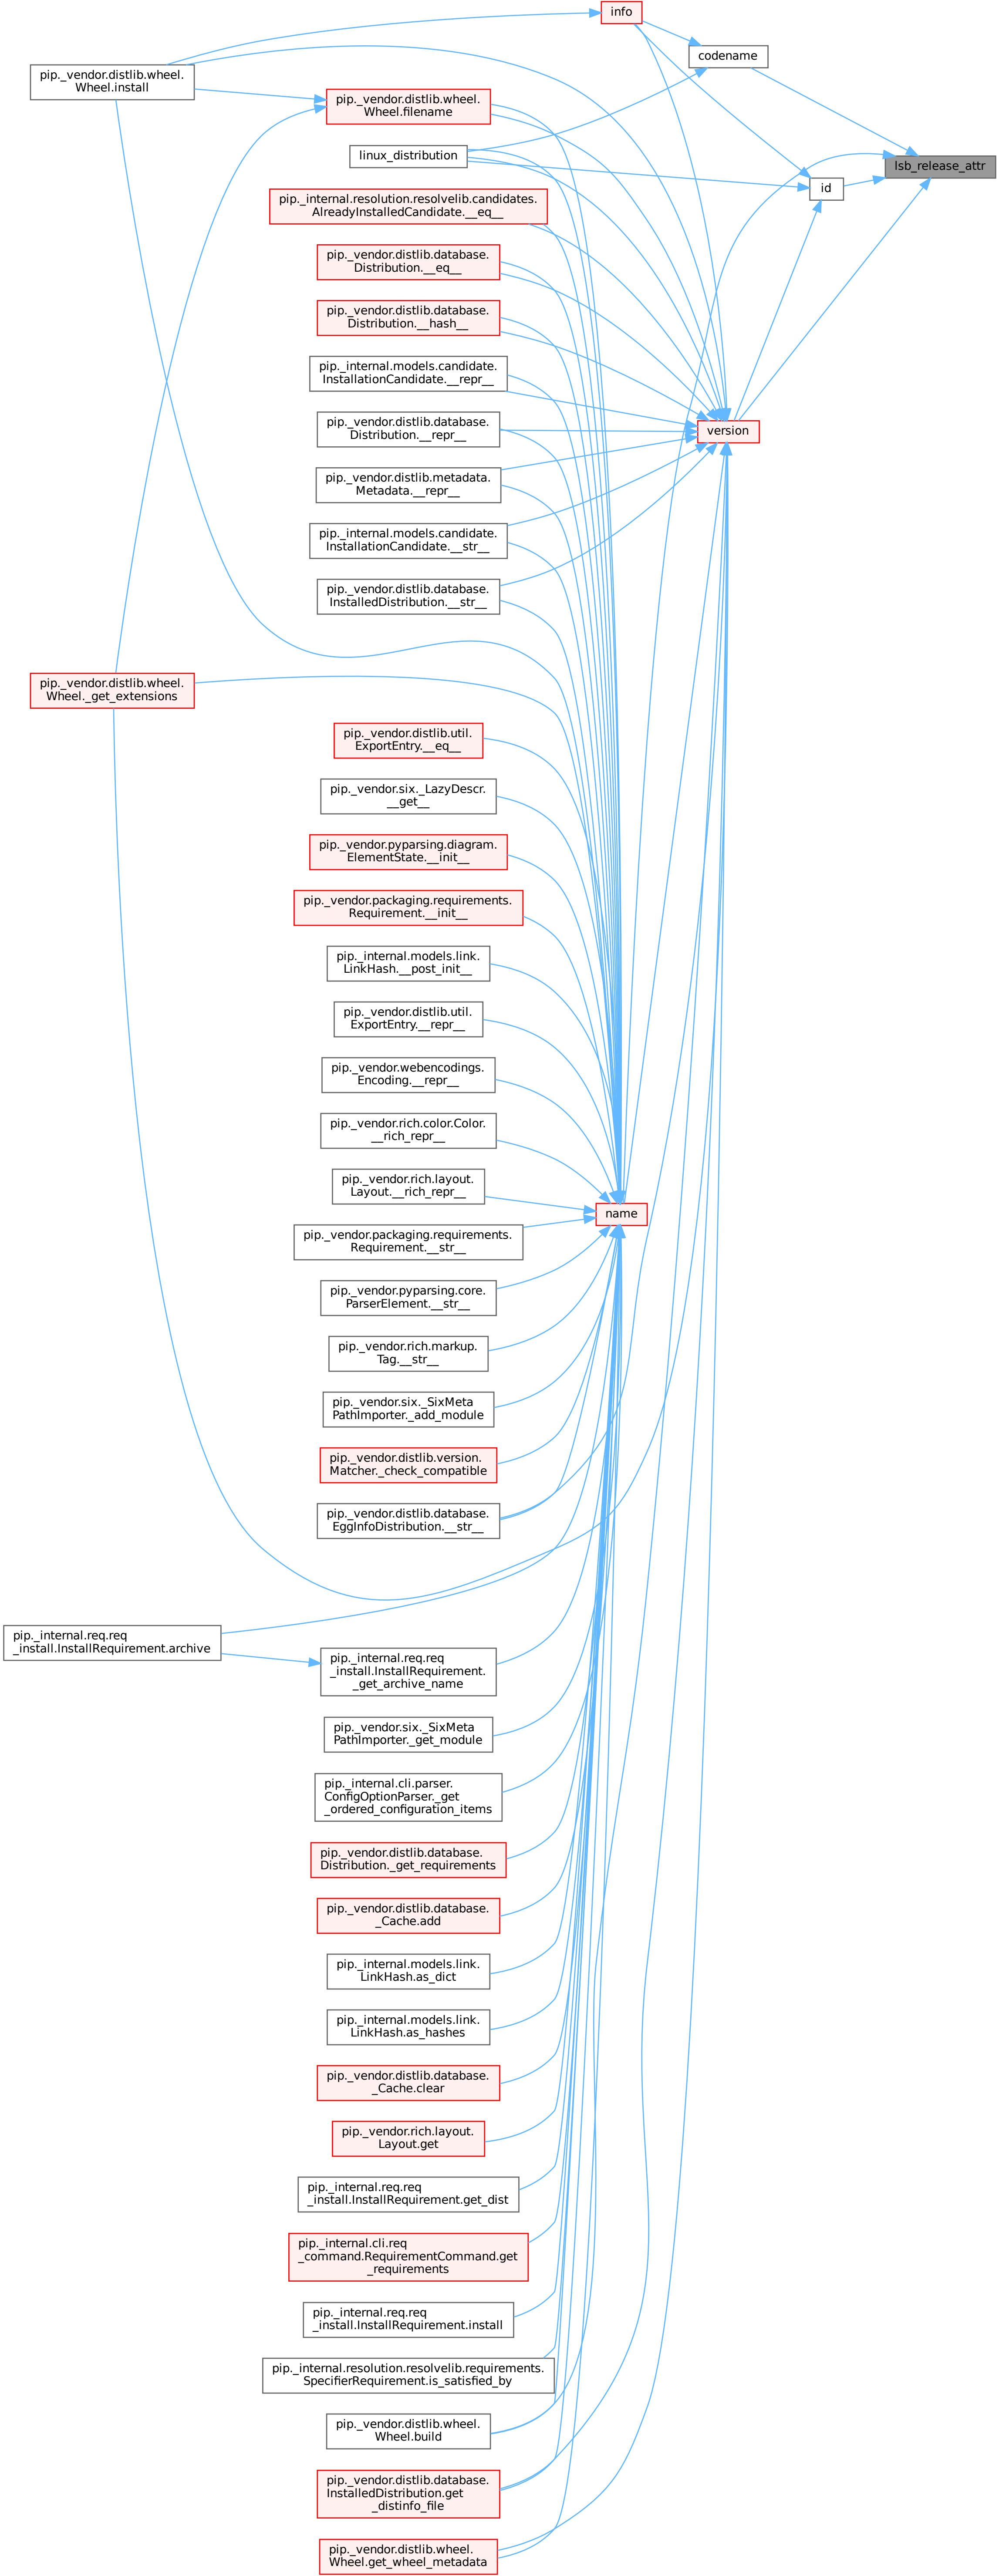 info
codename
pip._vendor.distlib.wheel.
Wheel.install
pip._vendor.distlib.wheel.
Wheel.filename
linux_distribution
lsb_release_attr
id
pip._internal.resolution.resolvelib.candidates.
AlreadyInstalledCandidate.__eq__
pip._vendor.distlib.database.
Distribution.__eq__
pip._vendor.distlib.database.
Distribution.__hash__
pip._internal.models.candidate.
InstallationCandidate.__repr__
pip._vendor.distlib.database.
Distribution.__repr__
version
pip._vendor.distlib.metadata.
Metadata.__repr__
pip._internal.models.candidate.
InstallationCandidate.__str__
pip._vendor.distlib.database.
InstalledDistribution.__str__
pip._vendor.distlib.wheel.
Wheel._get_extensions
pip._vendor.distlib.util.
ExportEntry.__eq__
pip._vendor.six._LazyDescr.
__get__
pip._vendor.pyparsing.diagram.
ElementState.__init__
pip._vendor.packaging.requirements.
Requirement.__init__
pip._internal.models.link.
LinkHash.__post_init__
pip._vendor.distlib.util.
ExportEntry.__repr__
pip._vendor.webencodings.
Encoding.__repr__
pip._vendor.rich.color.Color.
__rich_repr__
pip._vendor.rich.layout.
Layout.__rich_repr__
name
pip._vendor.packaging.requirements.
Requirement.__str__
pip._vendor.pyparsing.core.
ParserElement.__str__
pip._vendor.rich.markup.
Tag.__str__
pip._vendor.six._SixMeta
PathImporter._add_module
pip._vendor.distlib.version.
Matcher._check_compatible
pip._vendor.distlib.database.
EggInfoDistribution.__str__
pip._internal.req.req
_install.InstallRequirement.archive
pip._internal.req.req
_install.InstallRequirement.
_get_archive_name
pip._vendor.six._SixMeta
PathImporter._get_module
pip._internal.cli.parser.
ConfigOptionParser._get
_ordered_configuration_items
pip._vendor.distlib.database.
Distribution._get_requirements
pip._vendor.distlib.database.
_Cache.add
pip._internal.models.link.
LinkHash.as_dict
pip._internal.models.link.
LinkHash.as_hashes
pip._vendor.distlib.database.
_Cache.clear
pip._vendor.rich.layout.
Layout.get
pip._internal.req.req
_install.InstallRequirement.get_dist
pip._internal.cli.req
_command.RequirementCommand.get
_requirements
pip._internal.req.req
_install.InstallRequirement.install
pip._internal.resolution.resolvelib.requirements.
SpecifierRequirement.is_satisfied_by
pip._vendor.distlib.wheel.
Wheel.build
pip._vendor.distlib.database.
InstalledDistribution.get
_distinfo_file
pip._vendor.distlib.wheel.
Wheel.get_wheel_metadata